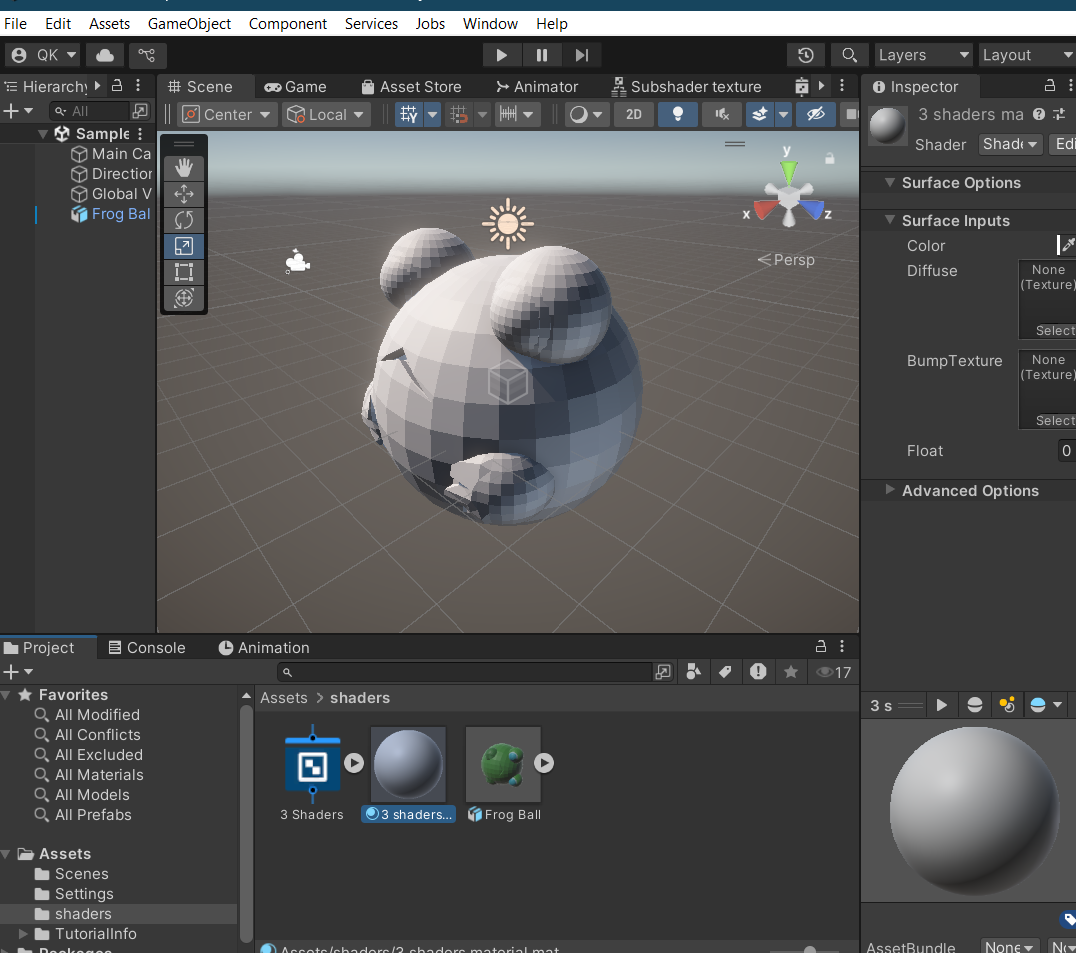 File Edit Assets GameObject Component Services Jobs Window Help
QK Layers Layout
Hierarchy Scene Game Asset Store Animator Subshader texture Inspector
All Center Local 2D 3 shaders ma
Sample Shader Shade Edi
Main Ca
Direction
Global V
Frog Bal
y
x z
Persp
Surface Options
Surface Inputs
Color
Diffuse None
(Texture)
Select
BumpTexture None
(Texture)
Select
Float 0
Advanced Options
Project Console Animation
17
Favorites Assets > shaders
All Modified
All Conflicts
All Excluded
All Materials
All Models
All Prefabs
3 s
3 Shaders 3 shaders... Frog Ball
Assets
Scenes
Settings
shaders
TutorialInfo
Packages Assets/shaders/3 shaders material.mat
AssetBundle None No